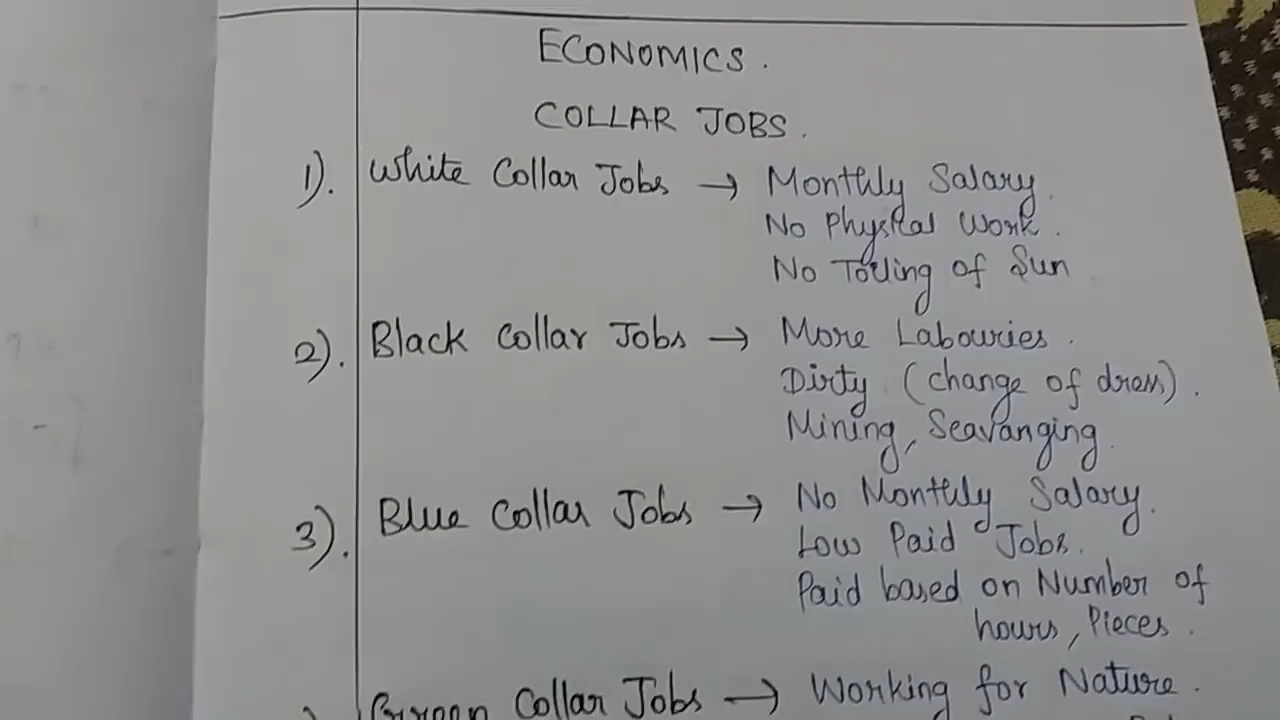 ECONOMICS.
COLLAR JOBS.
1). White Collar Jobs → Monthly Salary.
No Physical Work.
No Toiling of Sun
2). Black Collar Jobs → More Labouries.
Dirty (change of dress).
Mining, Scavanging.
3). Blue Collar Jobs → No Monthly Salary.
Low Paid Jobs.
Paid based on Number of
hours, Pieces.
Green Collar Jobs → Working for Nature.